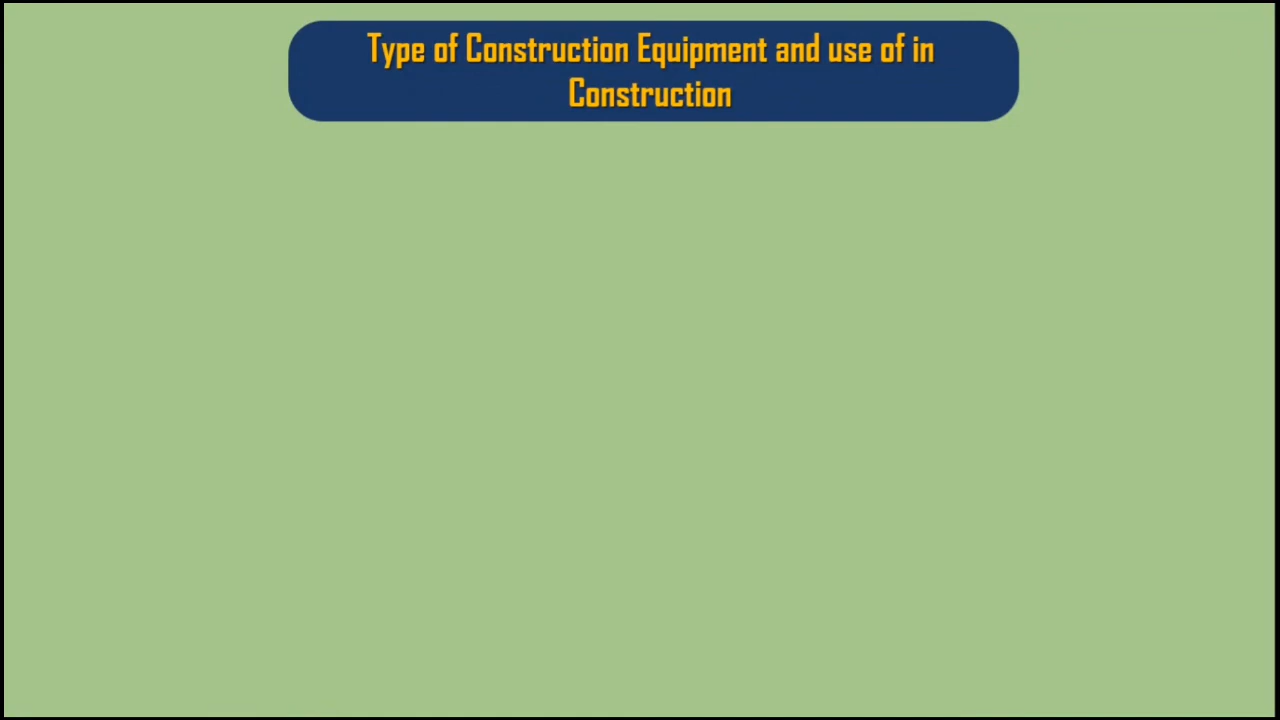 Type of Construction Equipment and use of in
Construction